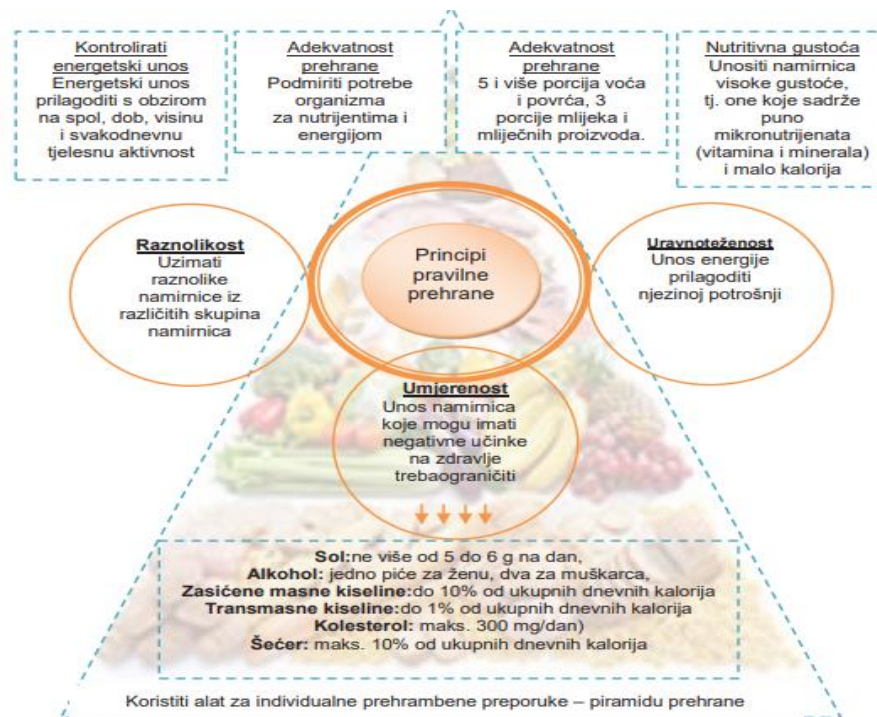 Kontrolirati
energetski unos
Energetski unos
prilagoditi s obzirom
na spol, dob, visinu
i svakodnevnu
tjelesnu aktivnost
Adekvatnost
prehrane
Podmiriti potrebe
organizma
za nutrijentima i
energijom
Adekvatnost
prehrane
5 i više porcija voća
i povrća, 3
porcije mlijeka i
mliječnih proizvoda.
Nutritivna gustoća
Unositi namirnica
visoke gustoće,
tj. one koje sadrže
puno
mikronutrijenata
(vitamina i minerala)
i malo kalorija
Raznolikost
Uzimati
raznolike
namirnice iz
različitih skupina
namirnica
Principi
pravilne
prehrane
Uravnoteženost
Unos energije
prilagoditi
njezinoj potrošnji
Umjerenost
Unos namirnica
koje mogu imati
negativne učinke
na zdravlje
trebaograničiti
Sol:ne više od 5 do 6 g na dan,
Alkohol: jedno piće za ženu, dva za muškarca,
Zasićene masne kiseline:do 10% od ukupnih dnevnih kalorija
Transmasne kiseline:do 1% od ukupnih dnevnih kalorija
Kolesterol: maks. 300 mg/dan)
Šećer: maks. 10% od ukupnih dnevnih kalorija
Koristiti alat za individualne prehrambene preporuke – piramidu prehrane